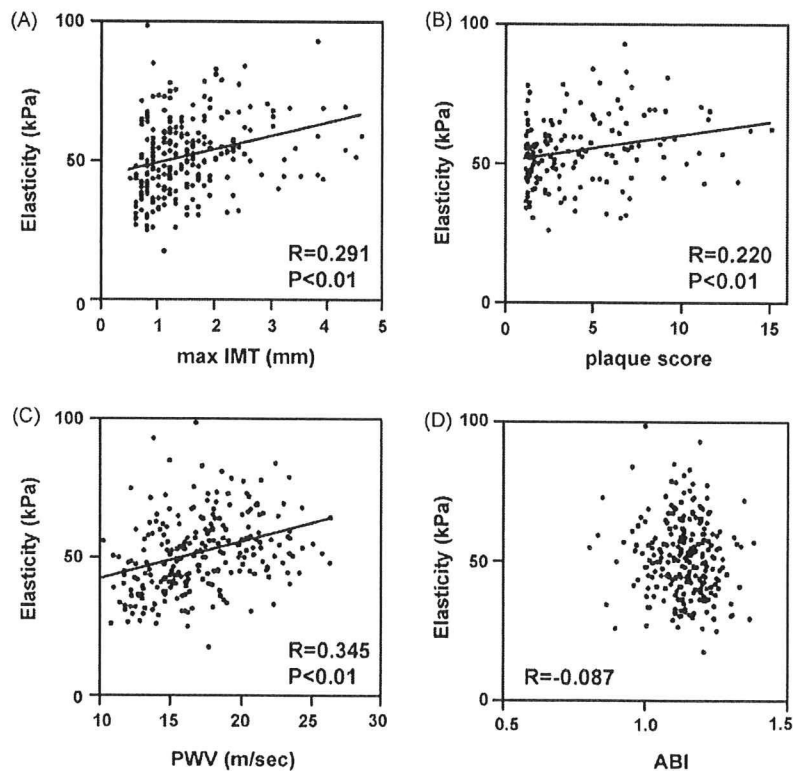 (A)
100
50
0
Elasticity (kPa)
R=0.291
P<0.01
0 1 2 3 4 5
max IMT (mm)
(B)
100
50
0
Elasticity (kPa)
R=0.220
P<0.01
0 5 10 15
plaque score
(C)
100
50
0
Elasticity (kPa)
R=0.345
P<0.01
10 15 20 25 30
PWV (m/sec)
(D)
100
50
0
Elasticity (kPa)
R=-0.087
0.5 1.0 1.5
ABI